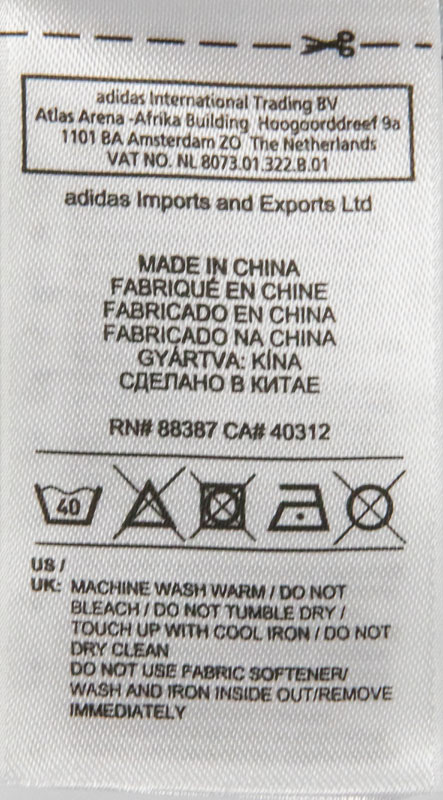 adidas International Trading BV
Atlas Arena -Afrika Building Hoogoorddreef 9a
1101 BA Amsterdam ZO The Netherlands
VAT NO. NL 8073.01.322.B.01
adidas Imports and Exports Ltd
MADE IN CHINA
FABRIQUÉ EN CHINE
FABRICADO EN CHINA
FABRICADO NA CHINA
GYÁRTVA: KÍNA
СДЕЛАНО В КИТАЕ
RN# 88387 CA# 40312
40
US /
UK: MACHINE WASH WARM / DO NOT
BLEACH / DO NOT TUMBLE DRY /
TOUCH UP WITH COOL IRON / DO NOT
DRY CLEAN
DO NOT USE FABRIC SOFTENER/
WASH AND IRON INSIDE OUT/REMOVE
IMMEDIATELY